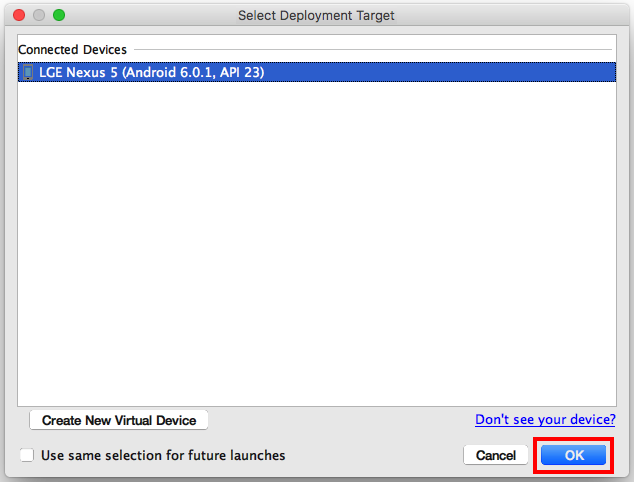 Select Deployment Target
Connected Devices
LGE Nexus 5 (Android 6.0.1, API 23)
Create New Virtual Device
Don't see your device?
Use same selection for future launches
Cancel
OK